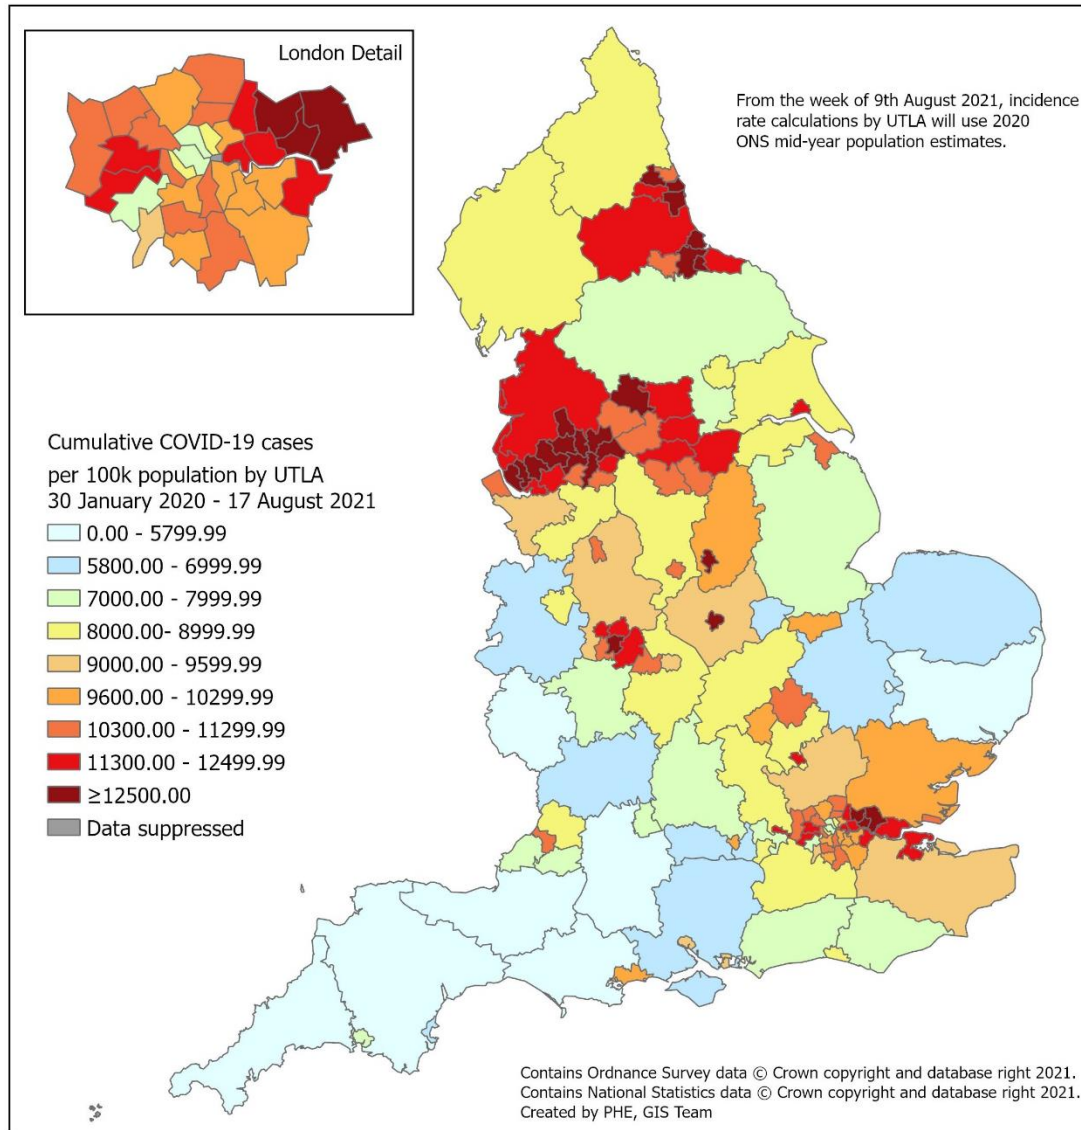 London Detail
From the week of 9th August 2021, incidence
rate calculations by UTLA will use 2020
ONS mid-year population estimates.
Cumulative COVID-19 cases
per 100k population by UTLA
30 January 2020 - 17 August 2021
0.00 - 5799.99
5800.00 - 6999.99
7000.00 - 7999.99
8000.00- 8999.99
9000.00 - 9599.99
9600.00 - 10299.99
10300.00 - 11299.99
11300.00 - 12499.99
≥12500.00
Data suppressed
Contains Ordnance Survey data © Crown copyright and database right 2021.
Contains National Statistics data © Crown copyright and database right 2021.
Created by PHE, GIS Team